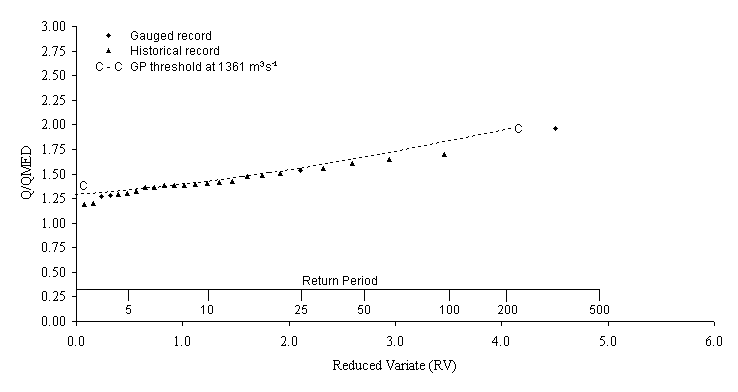 3.00
2.75
2.50
2.25
2.00
1.75
1.50
1.25
1.00
0.75
0.50
0.25
0.00
Q/QMED
Gauged record
Historical record
C - C GP threshold at 1361 m³s⁻¹
C
C
Return Period
5 10 25 50 100 200 500
0.0 1.0 2.0 3.0 4.0 5.0 6.0
Reduced Variate (RV)